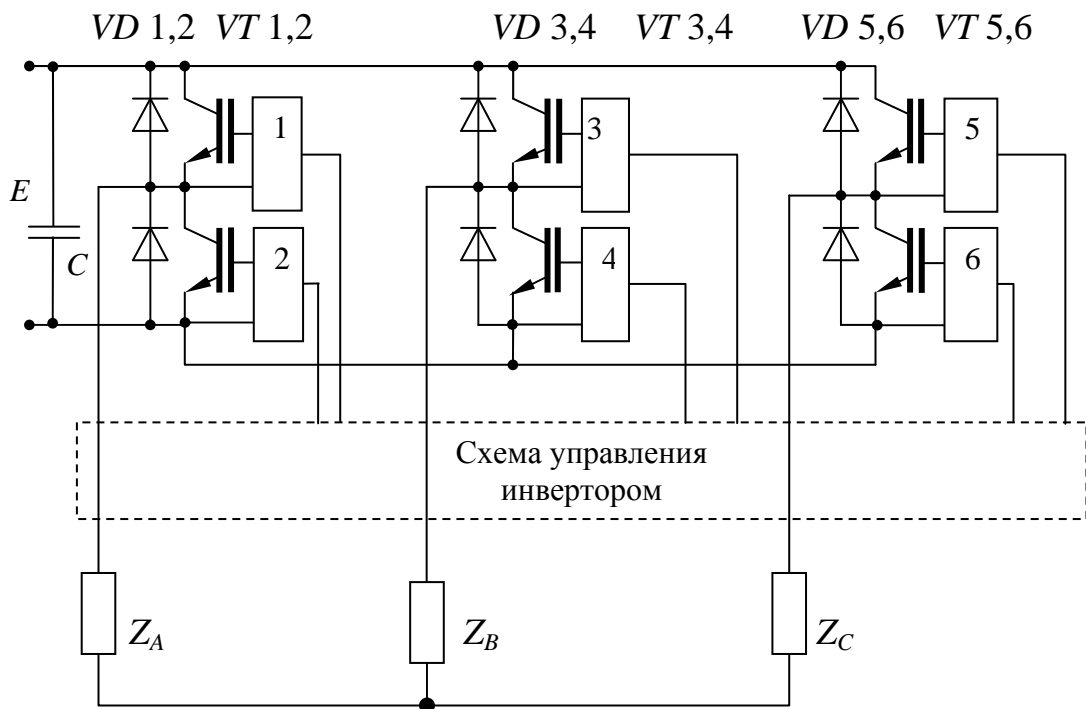 VD 1,2 VT 1,2 VD 3,4 VT 3,4 VD 5,6 VT 5,6
1
3
5
E
C
2
4
6
Схема управления
инвертором
Z_A
Z_B
Z_C